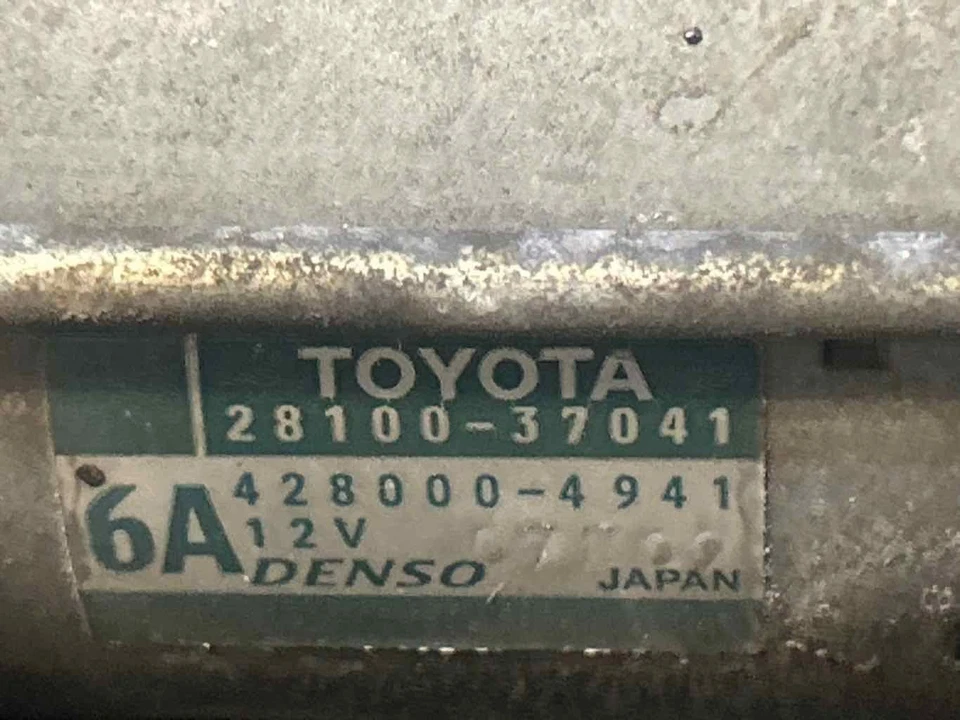 TOYOTA
28100-37041
6A
428000-4941
12V
DENSO
JAPAN